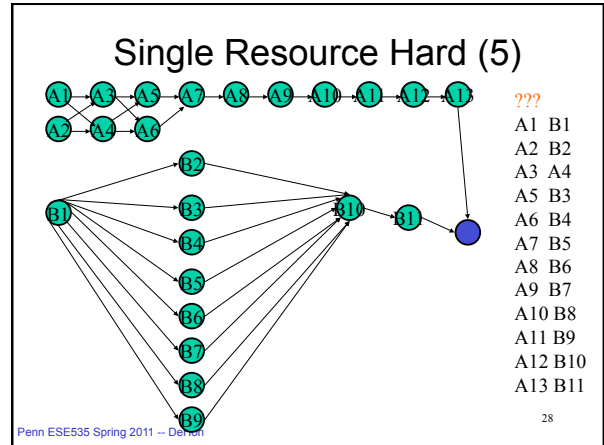 Single Resource Hard (5)
A1 A3 A5 A7 A8 A9 A10 A11 A12 A13
A2 A4 A6
B1
B2
B3
B4
B5
B6
B7
B8
B9
B10
B11
???
A1 B1
A2 B2
A3 A4
A5 B3
A6 B4
A7 B5
A8 B6
A9 B7
A10 B8
A11 B9
A12 B10
A13 B11
Penn ESE535 Spring 2011 -- DeHon
28